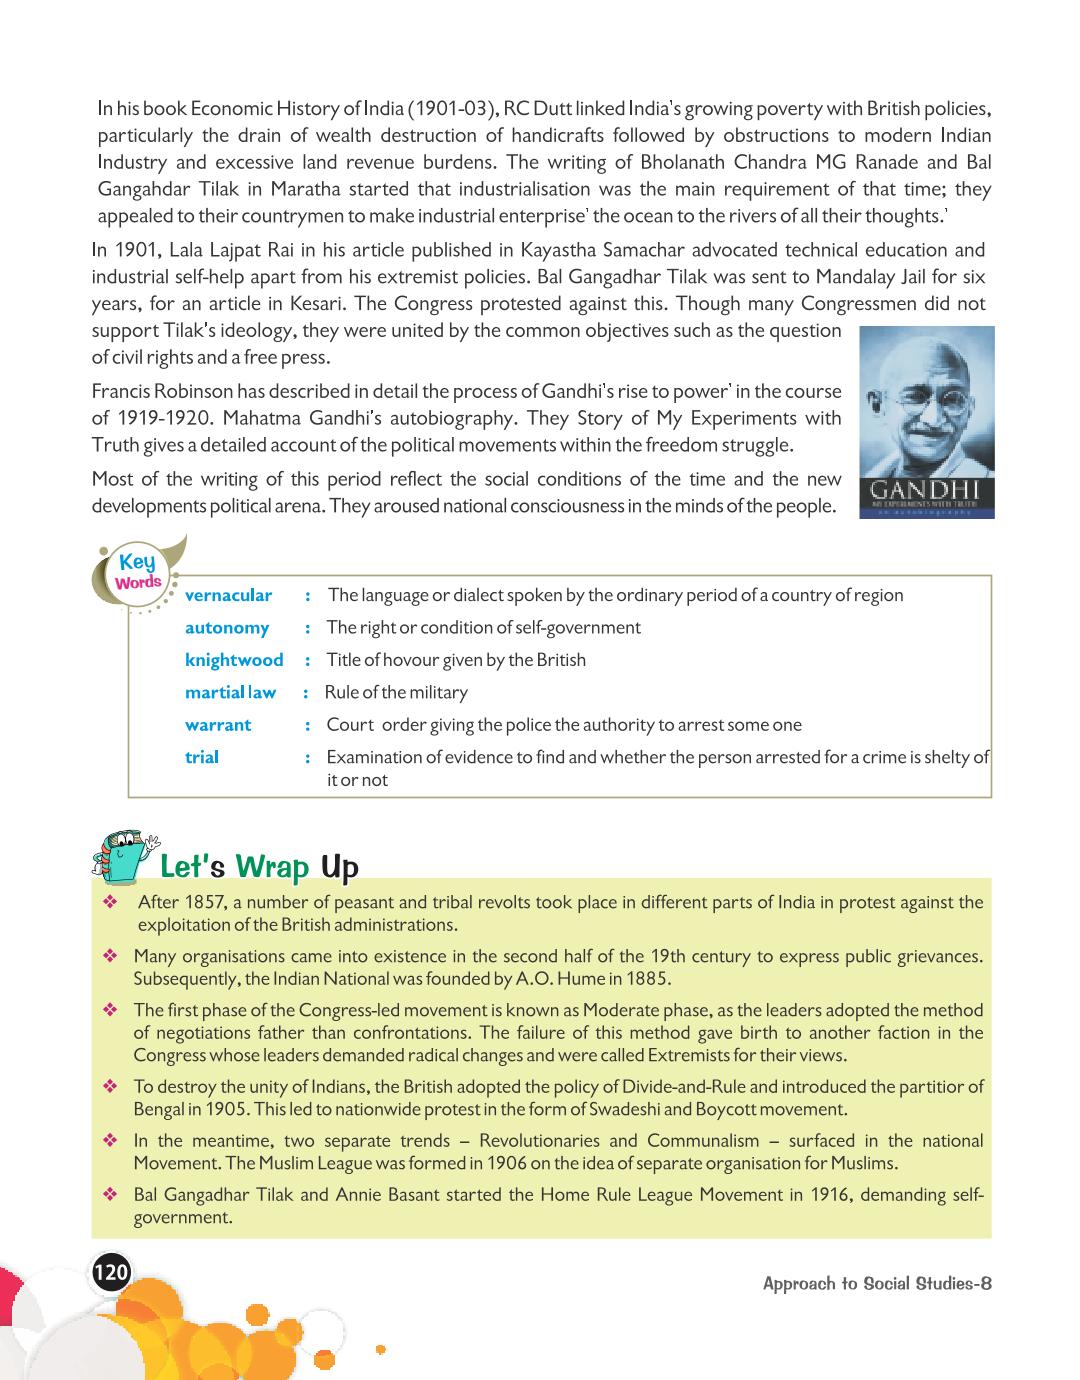 In his book Economic History of India (1901-03), RC Dutt linked India's growing poverty with British policies,
particularly the drain of wealth destruction of handicrafts followed by obstructions to modern Indian
Industry and excessive land revenue burdens. The writing of Bholanath Chandra MG Ranade and Bal
Gangahdar Tilak in Maratha started that industrialisation was the main requirement of that time; they
appealed to their countrymen to make industrial enterprise' the ocean to the rivers of all their thoughts.'
In 1901, Lala Lajpat Rai in his article published in Kayastha Samachar advocated technical education and
industrial self-help apart from his extremist policies. Bal Gangadhar Tilak was sent to Mandalay Jail for six
years, for an article in Kesari. The Congress protested against this. Though many Congressmen did not
support Tilak's ideology, they were united by the common objectives such as the question
of civil rights and a free press.
Francis Robinson has described in detail the process of Gandhi's rise to power' in the course
of 1919-1920. Mahatma Gandhi's autobiography. They Story of My Experiments with
Truth gives a detailed account of the political movements within the freedom struggle.
Most of the writing of this period reflect the social conditions of the time and the new
developments political arena. They aroused national consciousness in the minds of the people.
GANDHI
MY EXPERIMENTS WITH TRUTH
an autobiography
Key
Words
vernacular : The language or dialect spoken by the ordinary period of a country of region
autonomy : The right or condition of self-government
knightwood : Title of hovour given by the British
martial law : Rule of the military
warrant : Court order giving the police the authority to arrest some one
trial : Examination of evidence to find and whether the person arrested for a crime is shelty of
it or not
Let's Wrap Up
❖ After 1857, a number of peasant and tribal revolts took place in different parts of India in protest against the
exploitation of the British administrations.
❖ Many organisations came into existence in the second half of the 19th century to express public grievances.
Subsequently, the Indian National was founded by A.O. Hume in 1885.
❖ The first phase of the Congress-led movement is known as Moderate phase, as the leaders adopted the method
of negotiations father than confrontations. The failure of this method gave birth to another faction in the
Congress whose leaders demanded radical changes and were called Extremists for their views.
❖ To destroy the unity of Indians, the British adopted the policy of Divide-and-Rule and introduced the partitior of
Bengal in 1905. This led to nationwide protest in the form of Swadeshi and Boycott movement.
❖ In the meantime, two separate trends – Revolutionaries and Communalism – surfaced in the national
Movement. The Muslim League was formed in 1906 on the idea of separate organisation for Muslims.
❖ Bal Gangadhar Tilak and Annie Basant started the Home Rule League Movement in 1916, demanding self-
government.
120
Approach to Social Studies-8